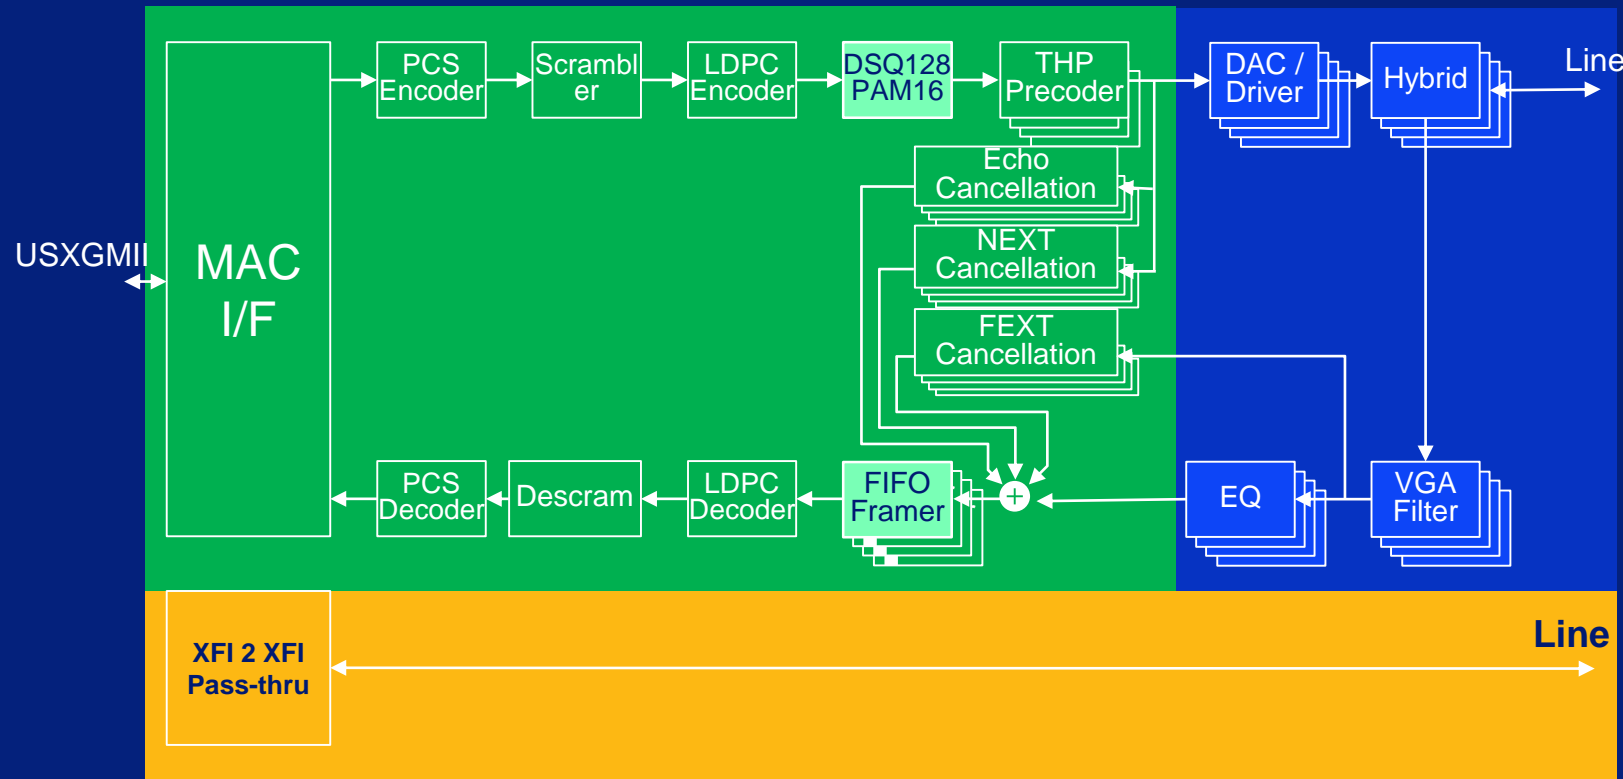 PCS
Encoder
Scrambl
er
LDPC
Encoder
DSQ128
PAM16
THP
Precoder
DAC /
Driver
Hybrid
Line
Echo
Cancellation
NEXT
Cancellation
FEXT
Cancellation
USXGMII
MAC
I/F
PCS
Decoder
Descram
LDPC
Decoder
FIFO
Framer
+
EQ
VGA
Filter
XFI 2 XFI
Pass-thru
Line